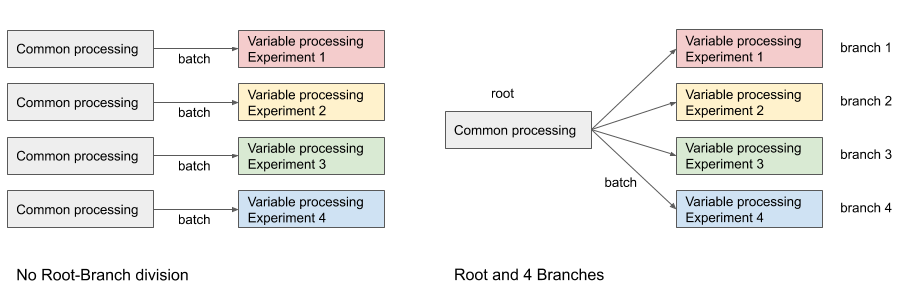 Common processing
batch
Variable processing
Experiment 1
Common processing
batch
Variable processing
Experiment 2
Common processing
batch
Variable processing
Experiment 3
Common processing
batch
Variable processing
Experiment 4
No Root-Branch division
root
Common processing
batch
Variable processing
Experiment 1
branch 1
Variable processing
Experiment 2
branch 2
Variable processing
Experiment 3
branch 3
Variable processing
Experiment 4
branch 4
Root and 4 Branches